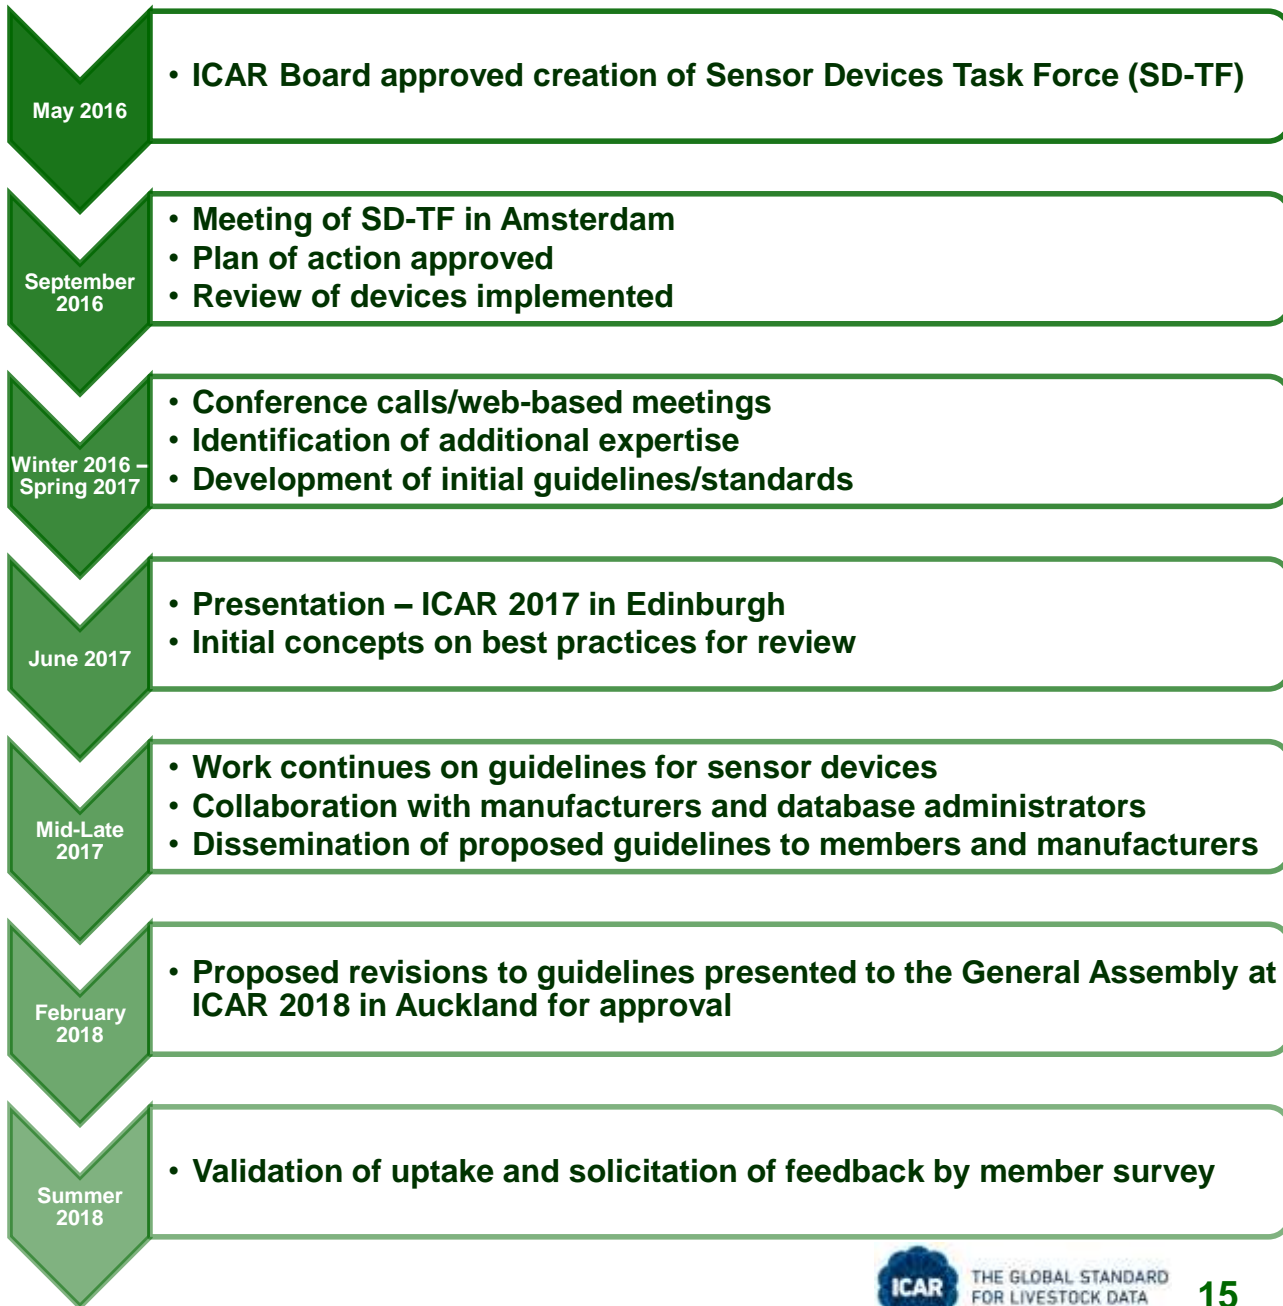 May 2016
• ICAR Board approved creation of Sensor Devices Task Force (SD-TF)
September
2016
• Meeting of SD-TF in Amsterdam
• Plan of action approved
• Review of devices implemented
Winter 2016 –
Spring 2017
• Conference calls/web-based meetings
• Identification of additional expertise
• Development of initial guidelines/standards
June 2017
• Presentation – ICAR 2017 in Edinburgh
• Initial concepts on best practices for review
Mid-Late
2017
• Work continues on guidelines for sensor devices
• Collaboration with manufacturers and database administrators
• Dissemination of proposed guidelines to members and manufacturers
February
2018
• Proposed revisions to guidelines presented to the General Assembly at
ICAR 2018 in Auckland for approval
Summer
2018
• Validation of uptake and solicitation of feedback by member survey
ICAR
THE GLOBAL STANDARD
FOR LIVESTOCK DATA
15